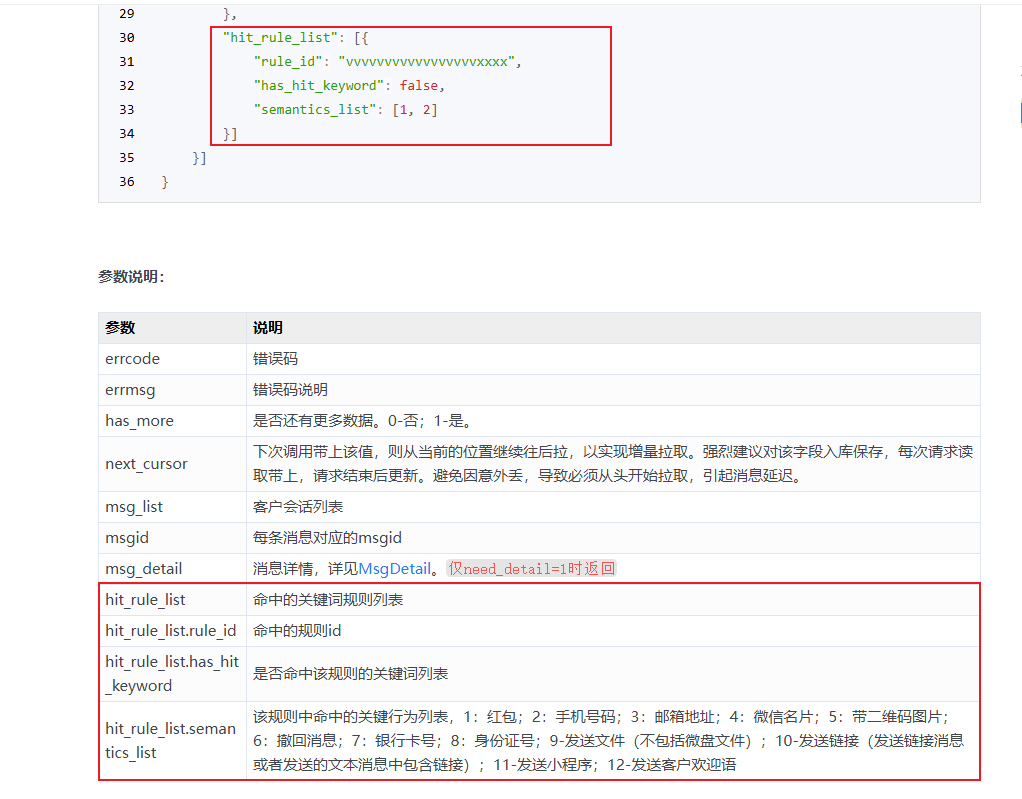 29 },
30 "hit_rule_list": [{
31 "rule_id": "vvvvvvvvvvvvvvvvvxxxx",
32 "has_hit_keyword": false,
33 "semantics_list": [1, 2]
34 }]
35 }]
36 }
参数说明：
参数 说明
errcode 错误码
errmsg 错误码说明
has_more 是否还有更多数据。0-否；1-是。
next_cursor 下次调用带上该值，则从当前的位置继续往后拉，以实现增量拉取。强烈建议对该字段入库保存，每次请求读
取带上，请求结束后更新。避免因意外丢，导致必须从头开始拉取，引起消息延迟。
msg_list 客户会话列表
msgid 每条消息对应的msgid
msg_detail 消息详情，详见MsgDetail。仅need_detail=1时返回
hit_rule_list 命中的关键词规则列表
hit_rule_list.rule_id 命中的规则id
hit_rule_list.has_hit
_keyword 是否命中该规则的关键词列表
hit_rule_list.seman
tics_list 该规则中命中的关键行为列表，1：红包；2：手机号码；3：邮箱地址；4：微信名片；5：带二维码图片；
6：撤回消息；7：银行卡号；8：身份证号；9-发送文件（不包括微盘文件）；10-发送链接（发送链接消息
或者发送的文本消息中包含链接）；11-发送小程序；12-发送客户欢迎语